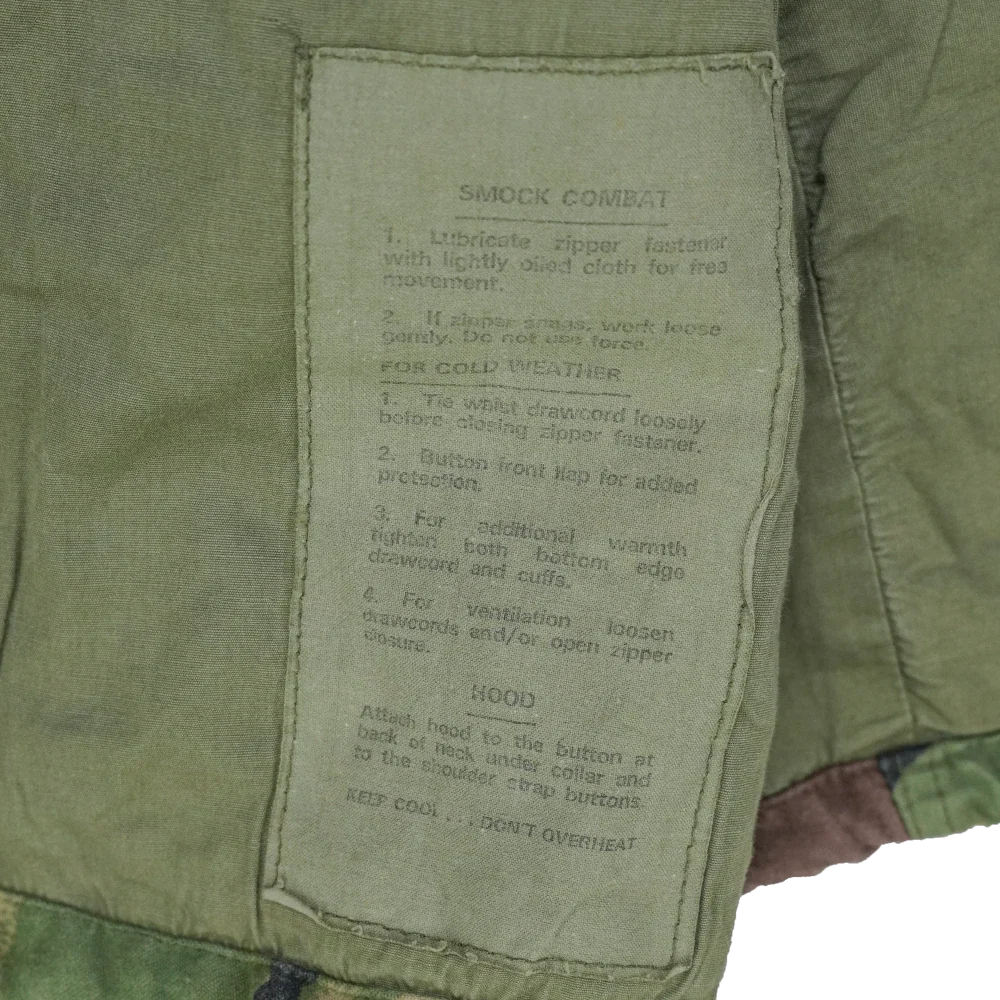 SMOCK COMBAT
1. Lubricate zipper fastener
with lightly oiled cloth for free
movement.
2. If zipper snags, work loose
gently. Do not use force.
FOR COLD WEATHER
1. Tie waist drawcord loosely
before closing zipper fastener.
2. Button front flap for added
protection.
3. For additional warmth
tighten both bottom edge
drawcord and cuffs.
4. For ventilation loosen
drawcords and/or open zipper
closure.
HOOD
Attach hood to the button at
back of neck under collar and
to the shoulder strap buttons.
KEEP COOL . . . DON'T OVERHEAT